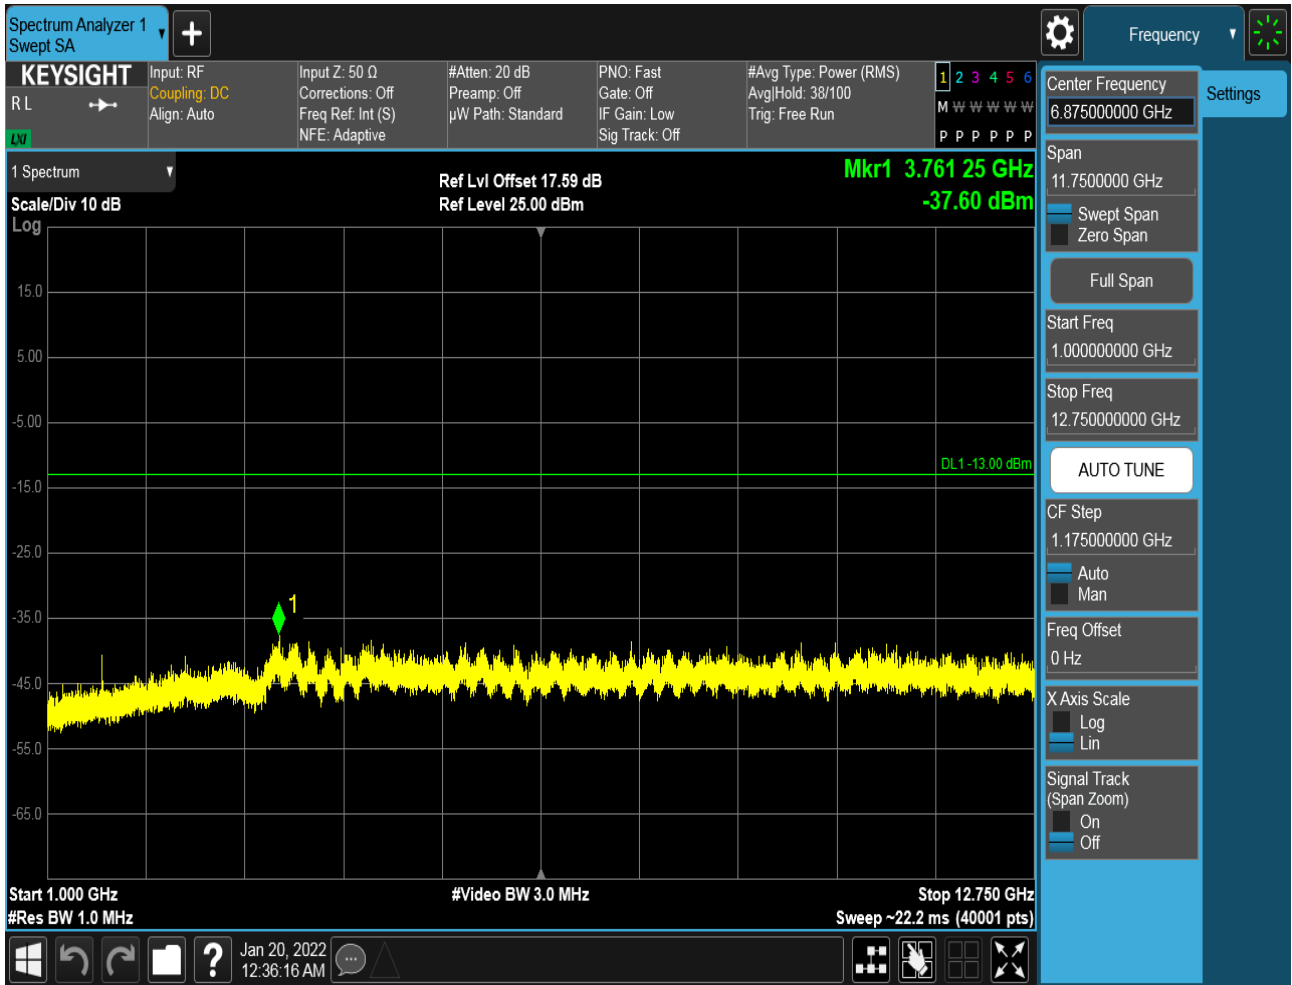 Spectrum Analyzer 1
Swept SA
Frequency
KEYSIGHT
R L
LXI
Input: RF
Coupling: DC
Align: Auto
Input Z: 50 Ω
Corrections: Off
Freq Ref: Int (S)
NFE: Adaptive
#Atten: 20 dB
Preamp: Off
µW Path: Standard
PNO: Fast
Gate: Off
IF Gain: Low
Sig Track: Off
#Avg Type: Power (RMS)
Avg|Hold: 38/100
Trig: Free Run
1 2 3 4 5 6
M W W W W W
P P P P P P
1 Spectrum
Scale/Div 10 dB
Log
Ref Lvl Offset 17.59 dB
Ref Level 25.00 dBm
Mkr1 3.761 25 GHz
-37.60 dBm
15.0
5.00
-5.00
DL1 -13.00 dBm
-15.0
-25.0
-35.0
1
-45.0
-55.0
-65.0
Start 1.000 GHz
#Video BW 3.0 MHz
Stop 12.750 GHz
#Res BW 1.0 MHz
Sweep ~22.2 ms (40001 pts)
Jan 20, 2022
12:36:16 AM
Center Frequency
6.875000000 GHz
Settings
Span
11.7500000 GHz
Swept Span
Zero Span
Full Span
Start Freq
1.000000000 GHz
Stop Freq
12.750000000 GHz
AUTO TUNE
CF Step
1.175000000 GHz
Auto
Man
Freq Offset
0 Hz
X Axis Scale
Log
Lin
Signal Track
(Span Zoom)
On
Off